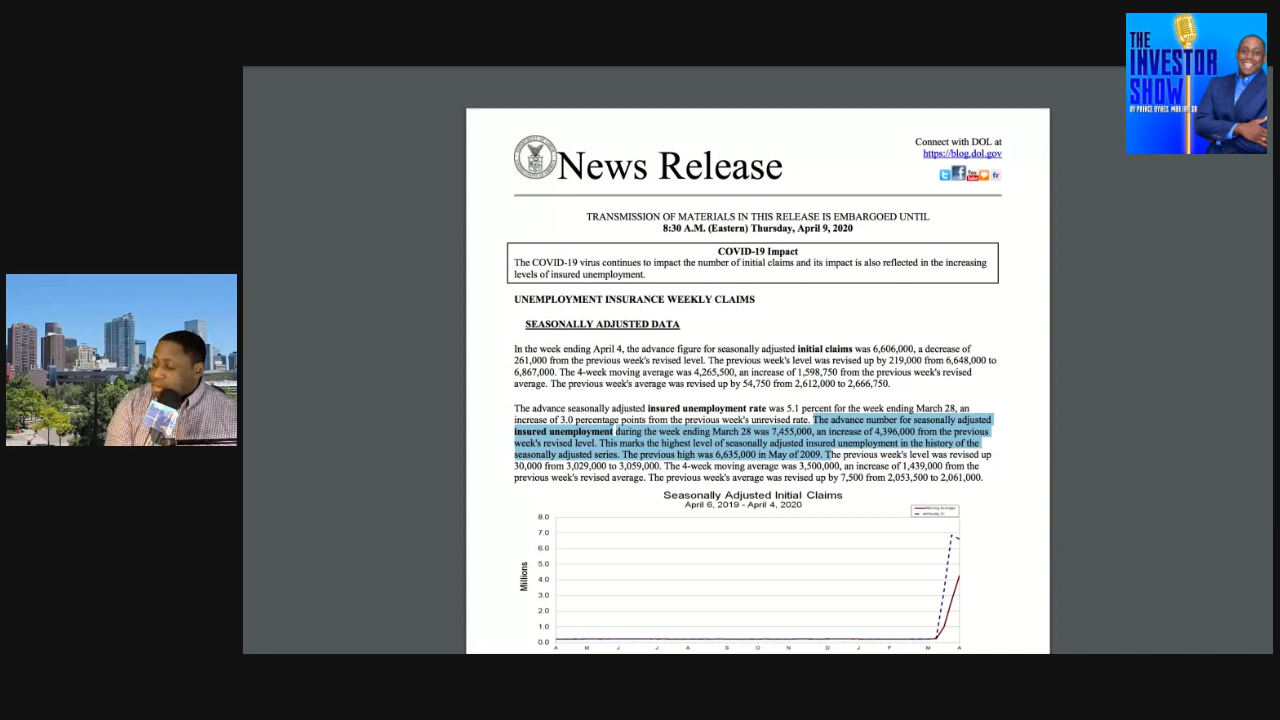 THE
INVESTOR
SHOW
News Release
Connect with DOL at
https://blog.dol.gov
TRANSMISSION OF MATERIALS IN THIS RELEASE IS EMBARGOED UNTIL
8:30 A.M. (Eastern) Thursday, April 9, 2020
COVID-19 Impact
The COVID-19 virus continues to impact the number of initial claims and its impact is also reflected in the increasing
levels of insured unemployment.
UNEMPLOYMENT INSURANCE WEEKLY CLAIMS
SEASONALLY ADJUSTED DATA
In the week ending April 4, the advance figure for seasonally adjusted initial claims was 6,606,000, a decrease of
261,000 from the previous week's revised level. The previous week's level was revised up by 219,000 from 6,648,000 to
6,867,000. The 4-week moving average was 4,265,500, an increase of 1,598,750 from the previous week's revised
average. The previous week's average was revised up by 54,750 from 2,612,000 to 2,666,750.
The advance seasonally adjusted insured unemployment rate was 5.1 percent for the week ending March 28, an
increase of 3.0 percentage points from the previous week's unrevised rate. The advance number for seasonally adjusted
insured unemployment during the week ending March 28 was 7,455,000, an increase of 4,396,000 from the previous
week's revised level. This marks the highest level of seasonally adjusted insured unemployment in the history of the
seasonally adjusted series. The previous high was 6,635,000 in May of 2009. The previous week's level was revised up
30,000 from 3,029,000 to 3,059,000. The 4-week moving average was 3,500,000, an increase of 1,439,000 from the
previous week's revised average. The previous week's average was revised up by 7,500 from 2,053,500 to 2,061,000.
Seasonally Adjusted Initial Claims
April 6, 2019 - April 4, 2020
Moving Average
8.0
7.0
6.0
5.0
4.0
3.0
2.0
1.0
0.0
Millions
A M J J A S O N D J F M A